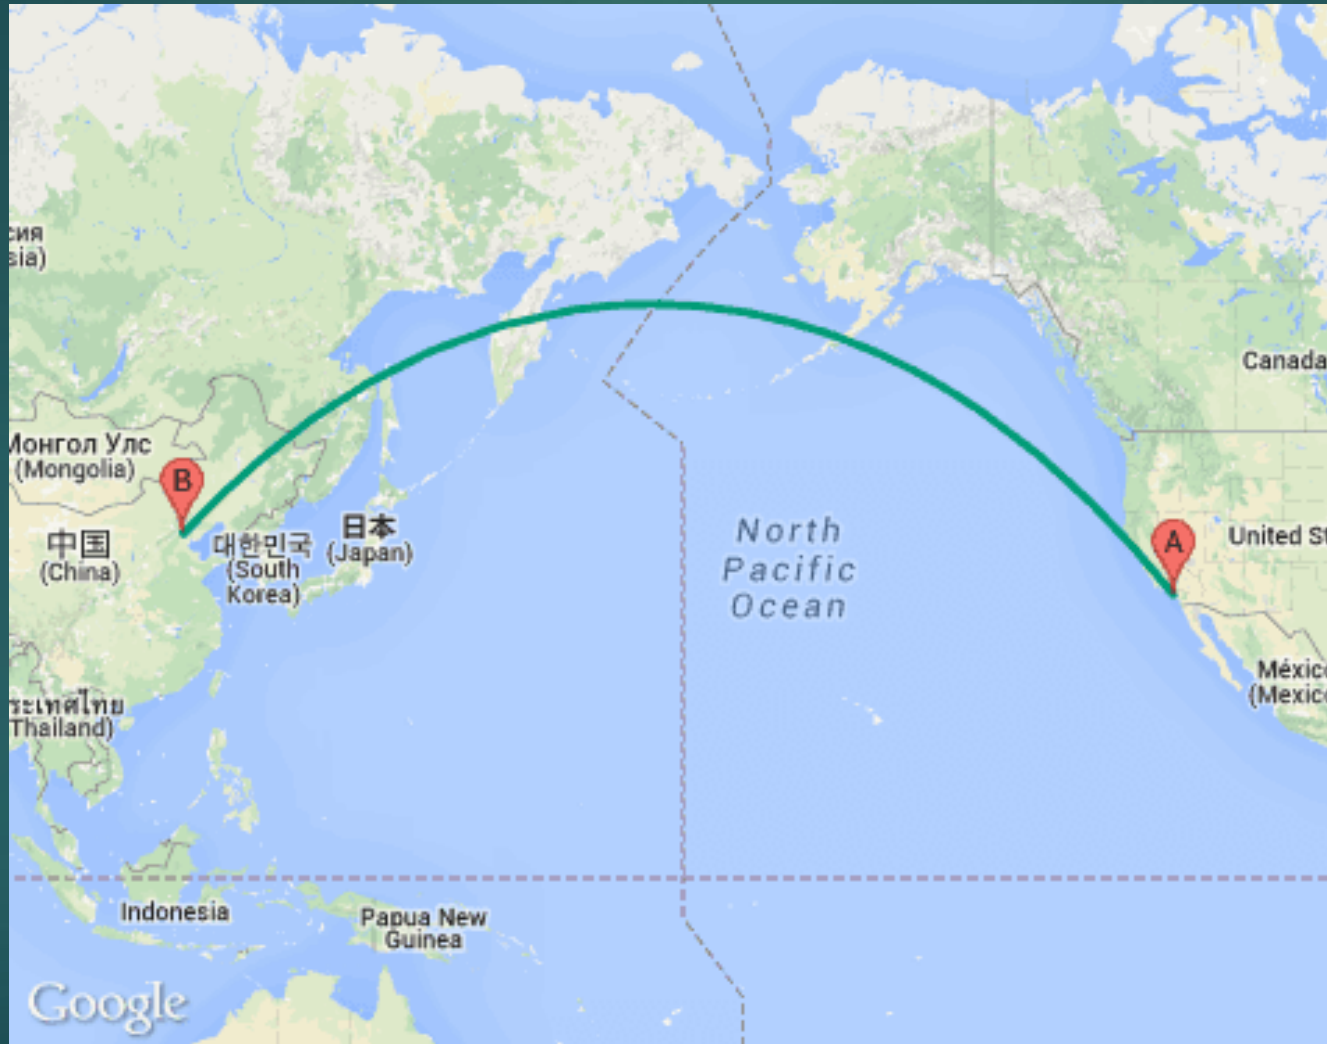 сия
sia)
Монгол Улс
(Mongolia)
B
中国
(China)
대한민국
(South
Korea)
日本
(Japan)
North
Pacific
Ocean
A
Canada
United St
Méxic
(Mexic
ระเทศไทย
Thailand)
Indonesia
Papua New
Guinea
Google